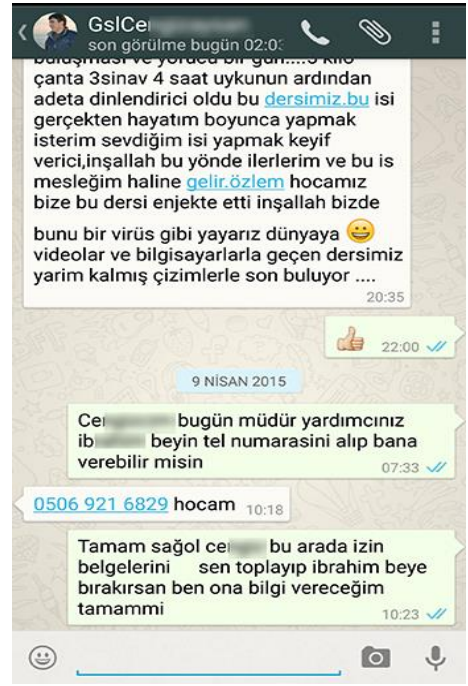 GslCe
son görülme bugün 02:0
buluşması ve yorucu bir gün....3 kilo
çanta 3sinav 4 saat uykunun ardından
adeta dinlendirici oldu bu dersimiz.bu isi
gerçekten hayatım boyunca yapmak
isterim sevdiğim isi yapmak keyif
verici,inşallah bu yönde ilerlerim ve bu is
mesleğim haline gelir.özlem hocamız
bize bu dersi enjekte etti inşallah bizde
bunu bir virüs gibi yayarız dünyaya 😀
videolar ve bilgisayarlarla geçen dersimiz
yarim kalmış çizimlerle son buluyor ....
20:35
👍 22:00
9 NİSAN 2015
Ce bugün müdür yardımcınız
ib beyin tel numarasini alıp bana
verebilir misin
07:33
0506 921 6829 hocam 10:18
Tamam sağol ce bu arada izin
belgelerini sen toplayıp ibrahim beye
bırakırsan ben ona bilgi vereceğim
tamammi
10:23